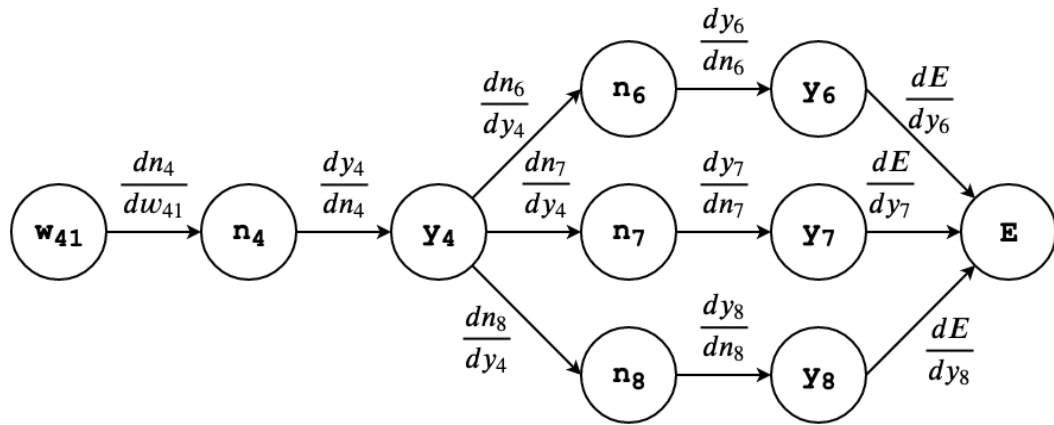 dy₆/dn₆
n₆
y₆
dn₆/dy₄
dE/dy₆
dn₄/dw₄₁
dy₄/dn₄
dn₇/dy₄
dy₇/dn₇
dE/dy₇
w₄₁
n₄
y₄
n₇
y₇
E
dn₈/dy₄
dy₈/dn₈
dE/dy₈
n₈
y₈